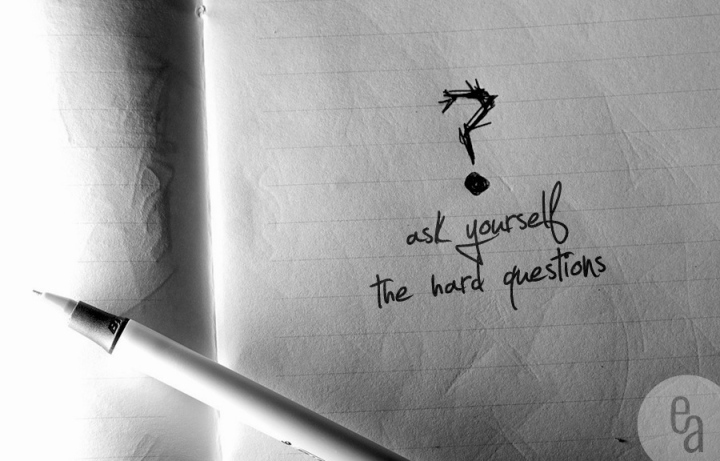 ?
ask yourself
the hard questions
ea